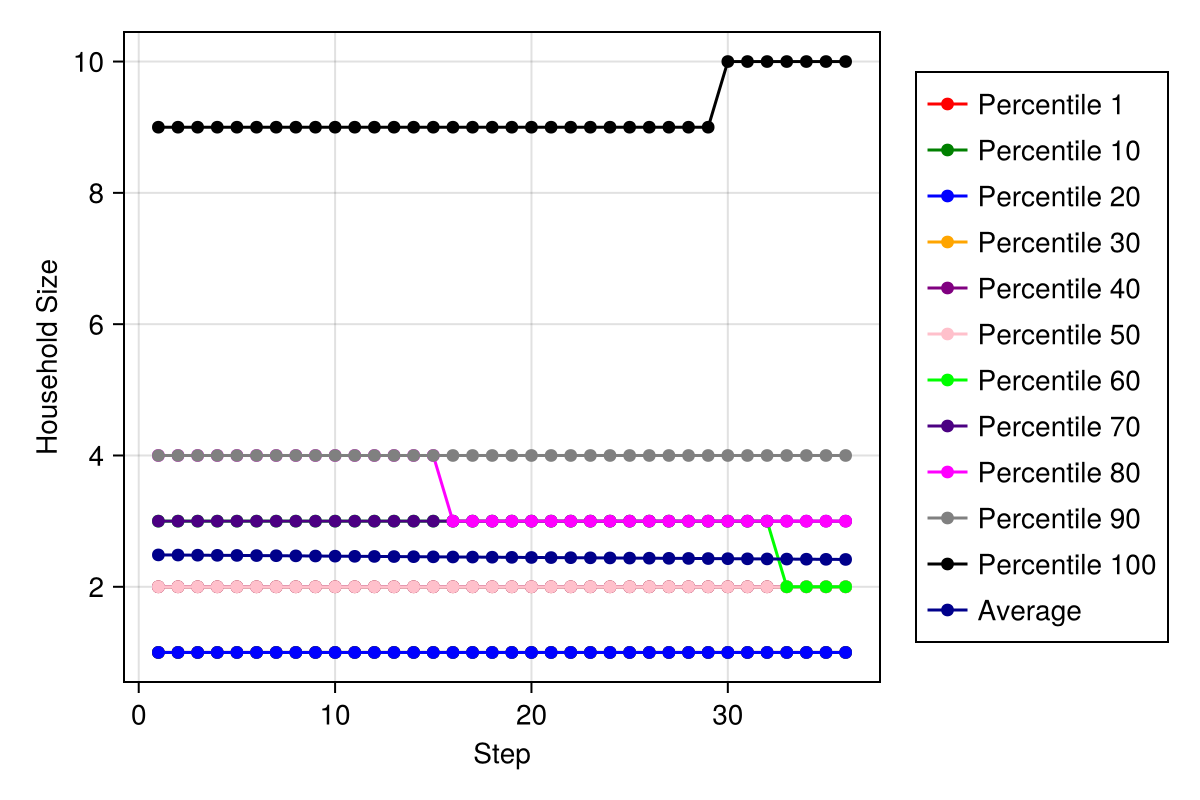 10
8
6
4
2
Household Size
0 10 20 30
Step
Percentile 1
Percentile 10
Percentile 20
Percentile 30
Percentile 40
Percentile 50
Percentile 60
Percentile 70
Percentile 80
Percentile 90
Percentile 100
Average